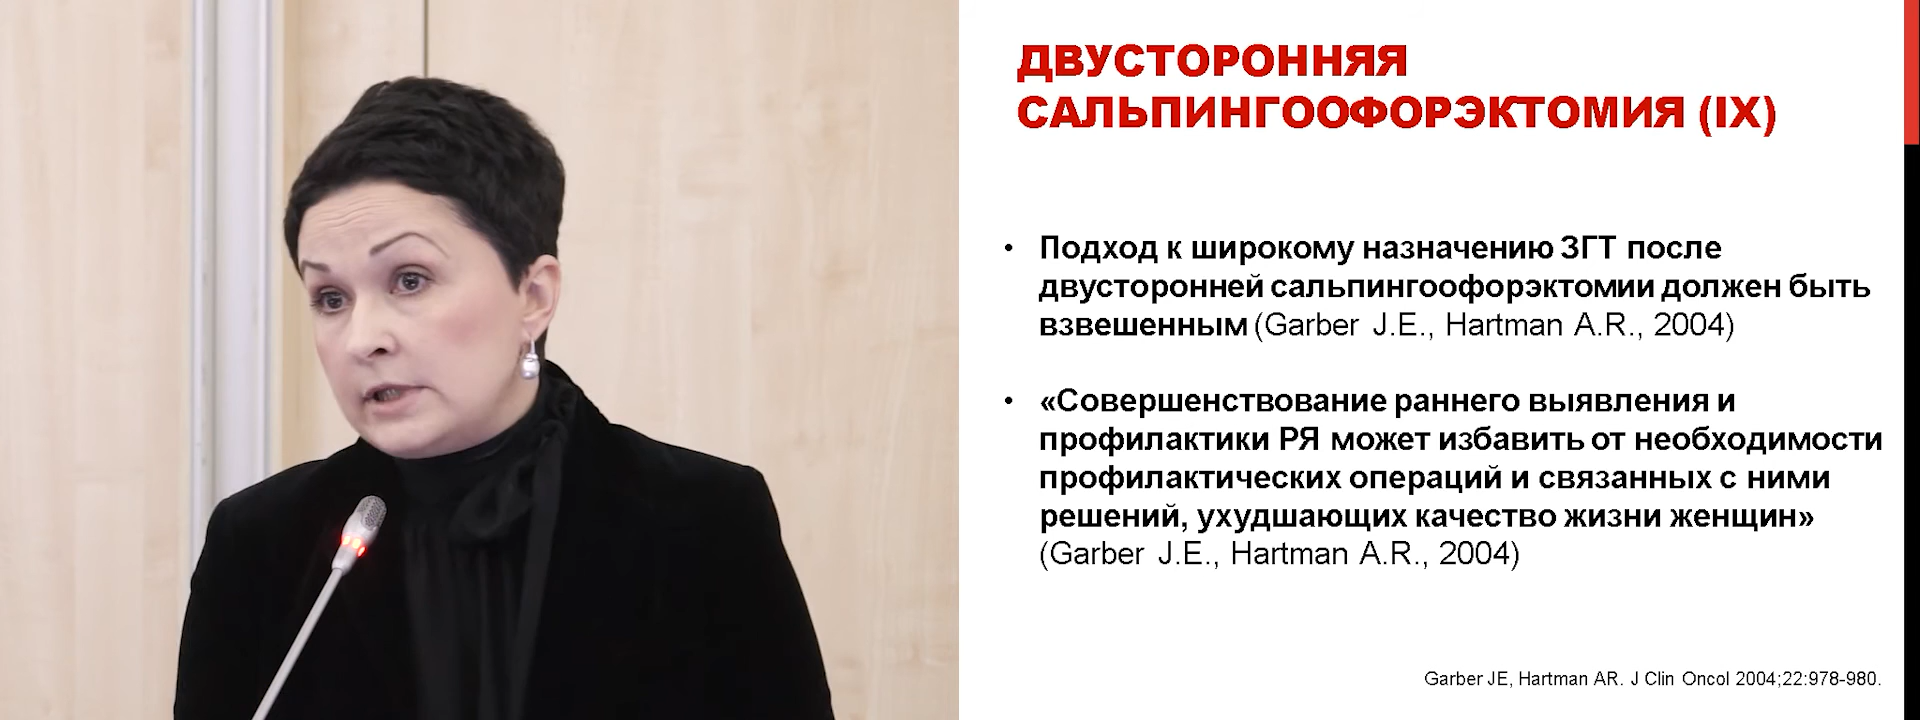 ДВУСТОРОННЯЯ
САЛЬПИНГООФОРЭКТОМИЯ (IX)
• Подход к широкому назначению ЗГТ после
двусторонней сальпингоофорэктомии должен быть
взвешенным (Garber J.E., Hartman A.R., 2004)
• «Совершенствование раннего выявления и
профилактики РЯ может избавить от необходимости
профилактических операций и связанных с ними
решений, ухудшающих качество жизни женщин»
(Garber J.E., Hartman A.R., 2004)
Garber JE, Hartman AR. J Clin Oncol 2004;22:978-980.